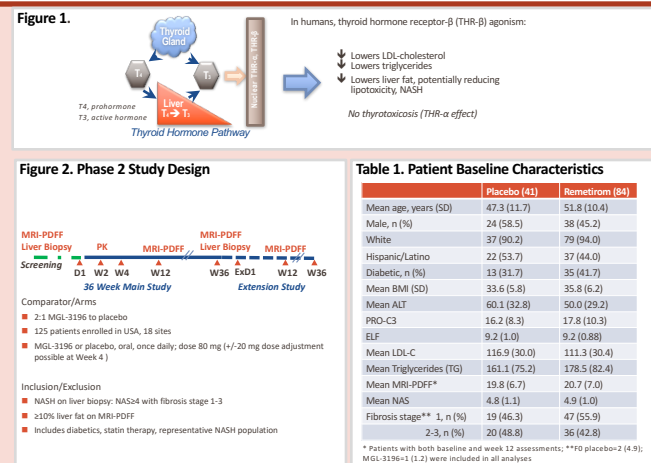 Figure 1.
Thyroid
Gland
T4
T3
Liver
T4 → T3
Nuclear THR-α, THR-β
T4, prohormone
T3, active hormone
Thyroid Hormone Pathway
In humans, thyroid hormone receptor-β (THR-β) agonism:
Lowers LDL-cholesterol
Lowers triglycerides
Lowers liver fat, potentially reducing
lipotoxicity, NASH
No thyrotoxicosis (THR-α effect)
Figure 2. Phase 2 Study Design
MRI-PDFF
Liver Biopsy
PK
MRI-PDFF
MRI-PDFF
Liver Biopsy
MRI-PDFF
Screening
D1 W2 W4 W12 W36 ExD1 W12 W36
36 Week Main Study
Extension Study
Comparator/Arms
2:1 MGL-3196 to placebo
125 patients enrolled in USA, 18 sites
MGL-3196 or placebo, oral, once daily; dose 80 mg (+/-20 mg dose adjustment
possible at Week 4 )
Inclusion/Exclusion
NASH on liver biopsy: NAS≥4 with fibrosis stage 1-3
≥10% liver fat on MRI-PDFF
Includes diabetics, statin therapy, representative NASH population
Table 1. Patient Baseline Characteristics
Placebo (41) Remetirom (84)
Mean age, years (SD) 47.3 (11.7) 51.8 (10.4)
Male, n (%) 24 (58.5) 38 (45.2)
White 37 (90.2) 79 (94.0)
Hispanic/Latino 22 (53.7) 37 (44.0)
Diabetic, n (%) 13 (31.7) 35 (41.7)
Mean BMI (SD) 33.6 (5.8) 35.8 (6.2)
Mean ALT 60.1 (32.8) 50.0 (29.2)
PRO-C3 16.2 (8.3) 17.8 (10.3)
ELF 9.2 (1.0) 9.2 (0.88)
Mean LDL-C 116.9 (30.0) 111.3 (30.4)
Mean Triglycerides (TG) 161.1 (75.2) 178.5 (82.4)
Mean MRI-PDFF* 19.8 (6.7) 20.7 (7.0)
Mean NAS 4.8 (1.1) 4.9 (1.0)
Fibrosis stage** 1, n (%) 19 (46.3) 47 (55.9)
2-3, n (%) 20 (48.8) 36 (42.8)
* Patients with both baseline and week 12 assessments; **F0 placebo=2 (4.9);
MGL-3196=1 (1.2) were included in all analyses